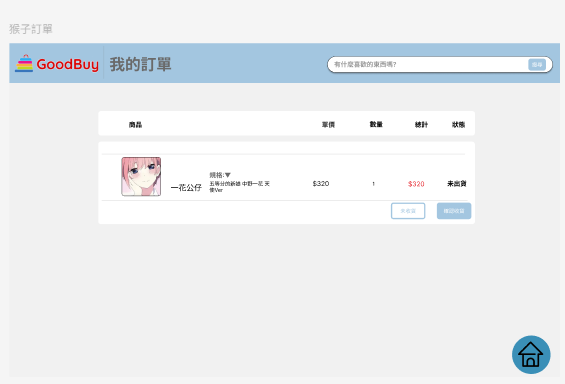 猴子訂單
GoodBuy
我的訂單
有什麼喜歡的東西嗎?
搜尋
商品
單價
數量
總計
狀態
一花公仔
規格:▼
五等分的新娘 中野一花 天
使Ver
$320
1
$320
未出貨
未收貨
確認收貨